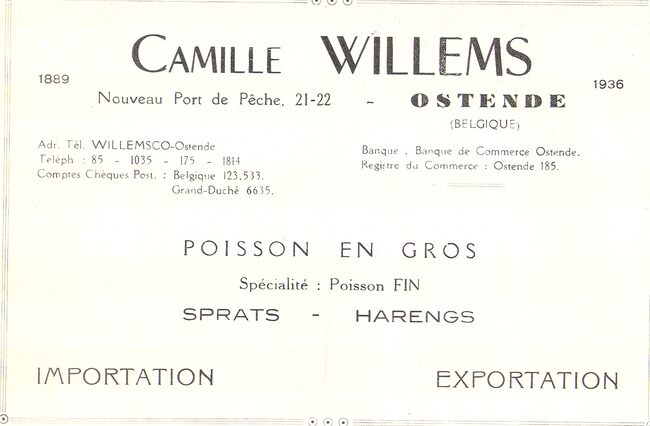 CAMILLE WILLEMS
1889
1936
Nouveau Port de Pêche, 21-22 - OSTENDE
(BELGIQUE)
Adr. Tél. WILLEMSCO-Ostende
Téléph : 85 - 1035 - 175 - 1814
Comptes Chèques Post. : Belgique 123.533.
Grand-Duché 6635.
Banque : Banque de Commerce Ostende.
Registre du Commerce : Ostende 185.
POISSON EN GROS
Spécialité : Poisson FIN
SPRATS - HARENGS
IMPORTATION
EXPORTATION